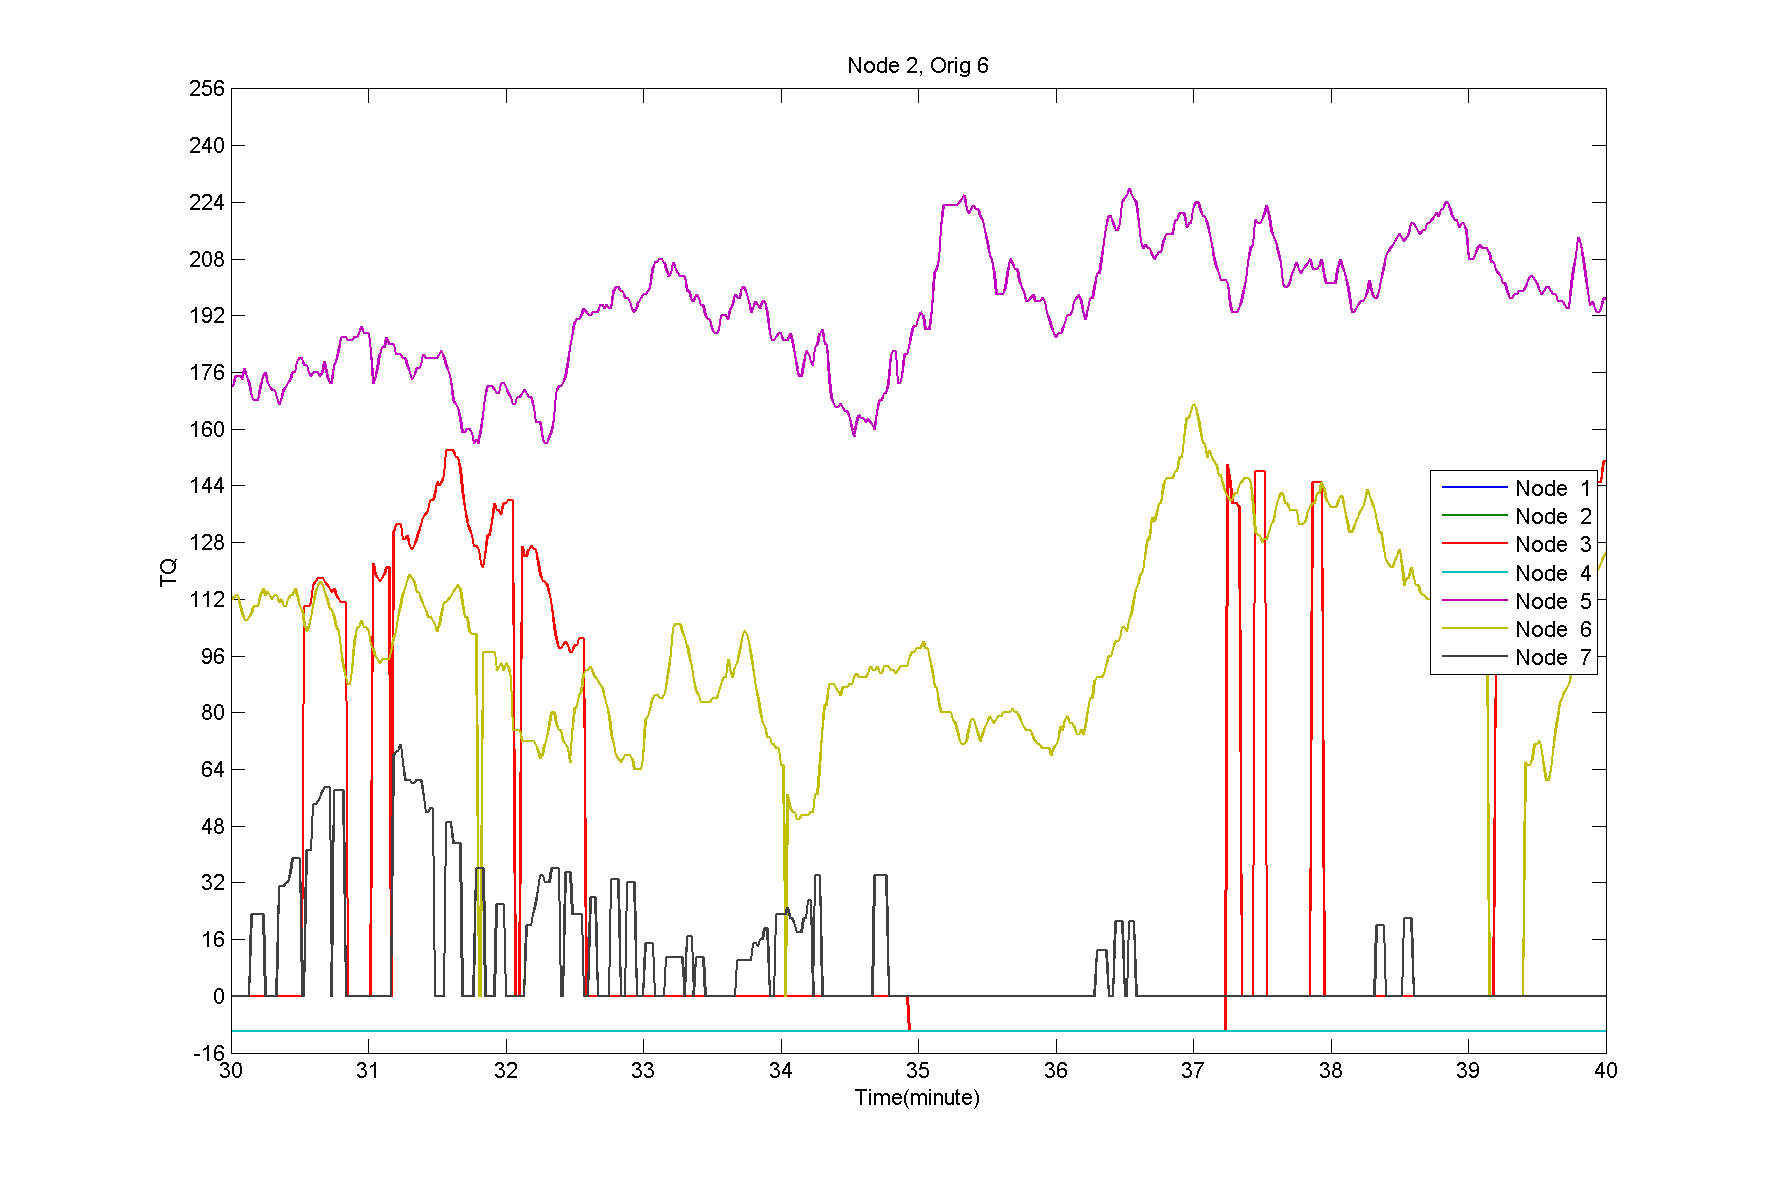 Node 2, Orig 6
256
240
224
208
192
176
160
144
128
112
96
80
64
48
32
16
0
-16
TQ
Node 1
Node 2
Node 3
Node 4
Node 5
Node 6
Node 7
30 31 32 33 34 35 36 37 38 39 40
Time(minute)